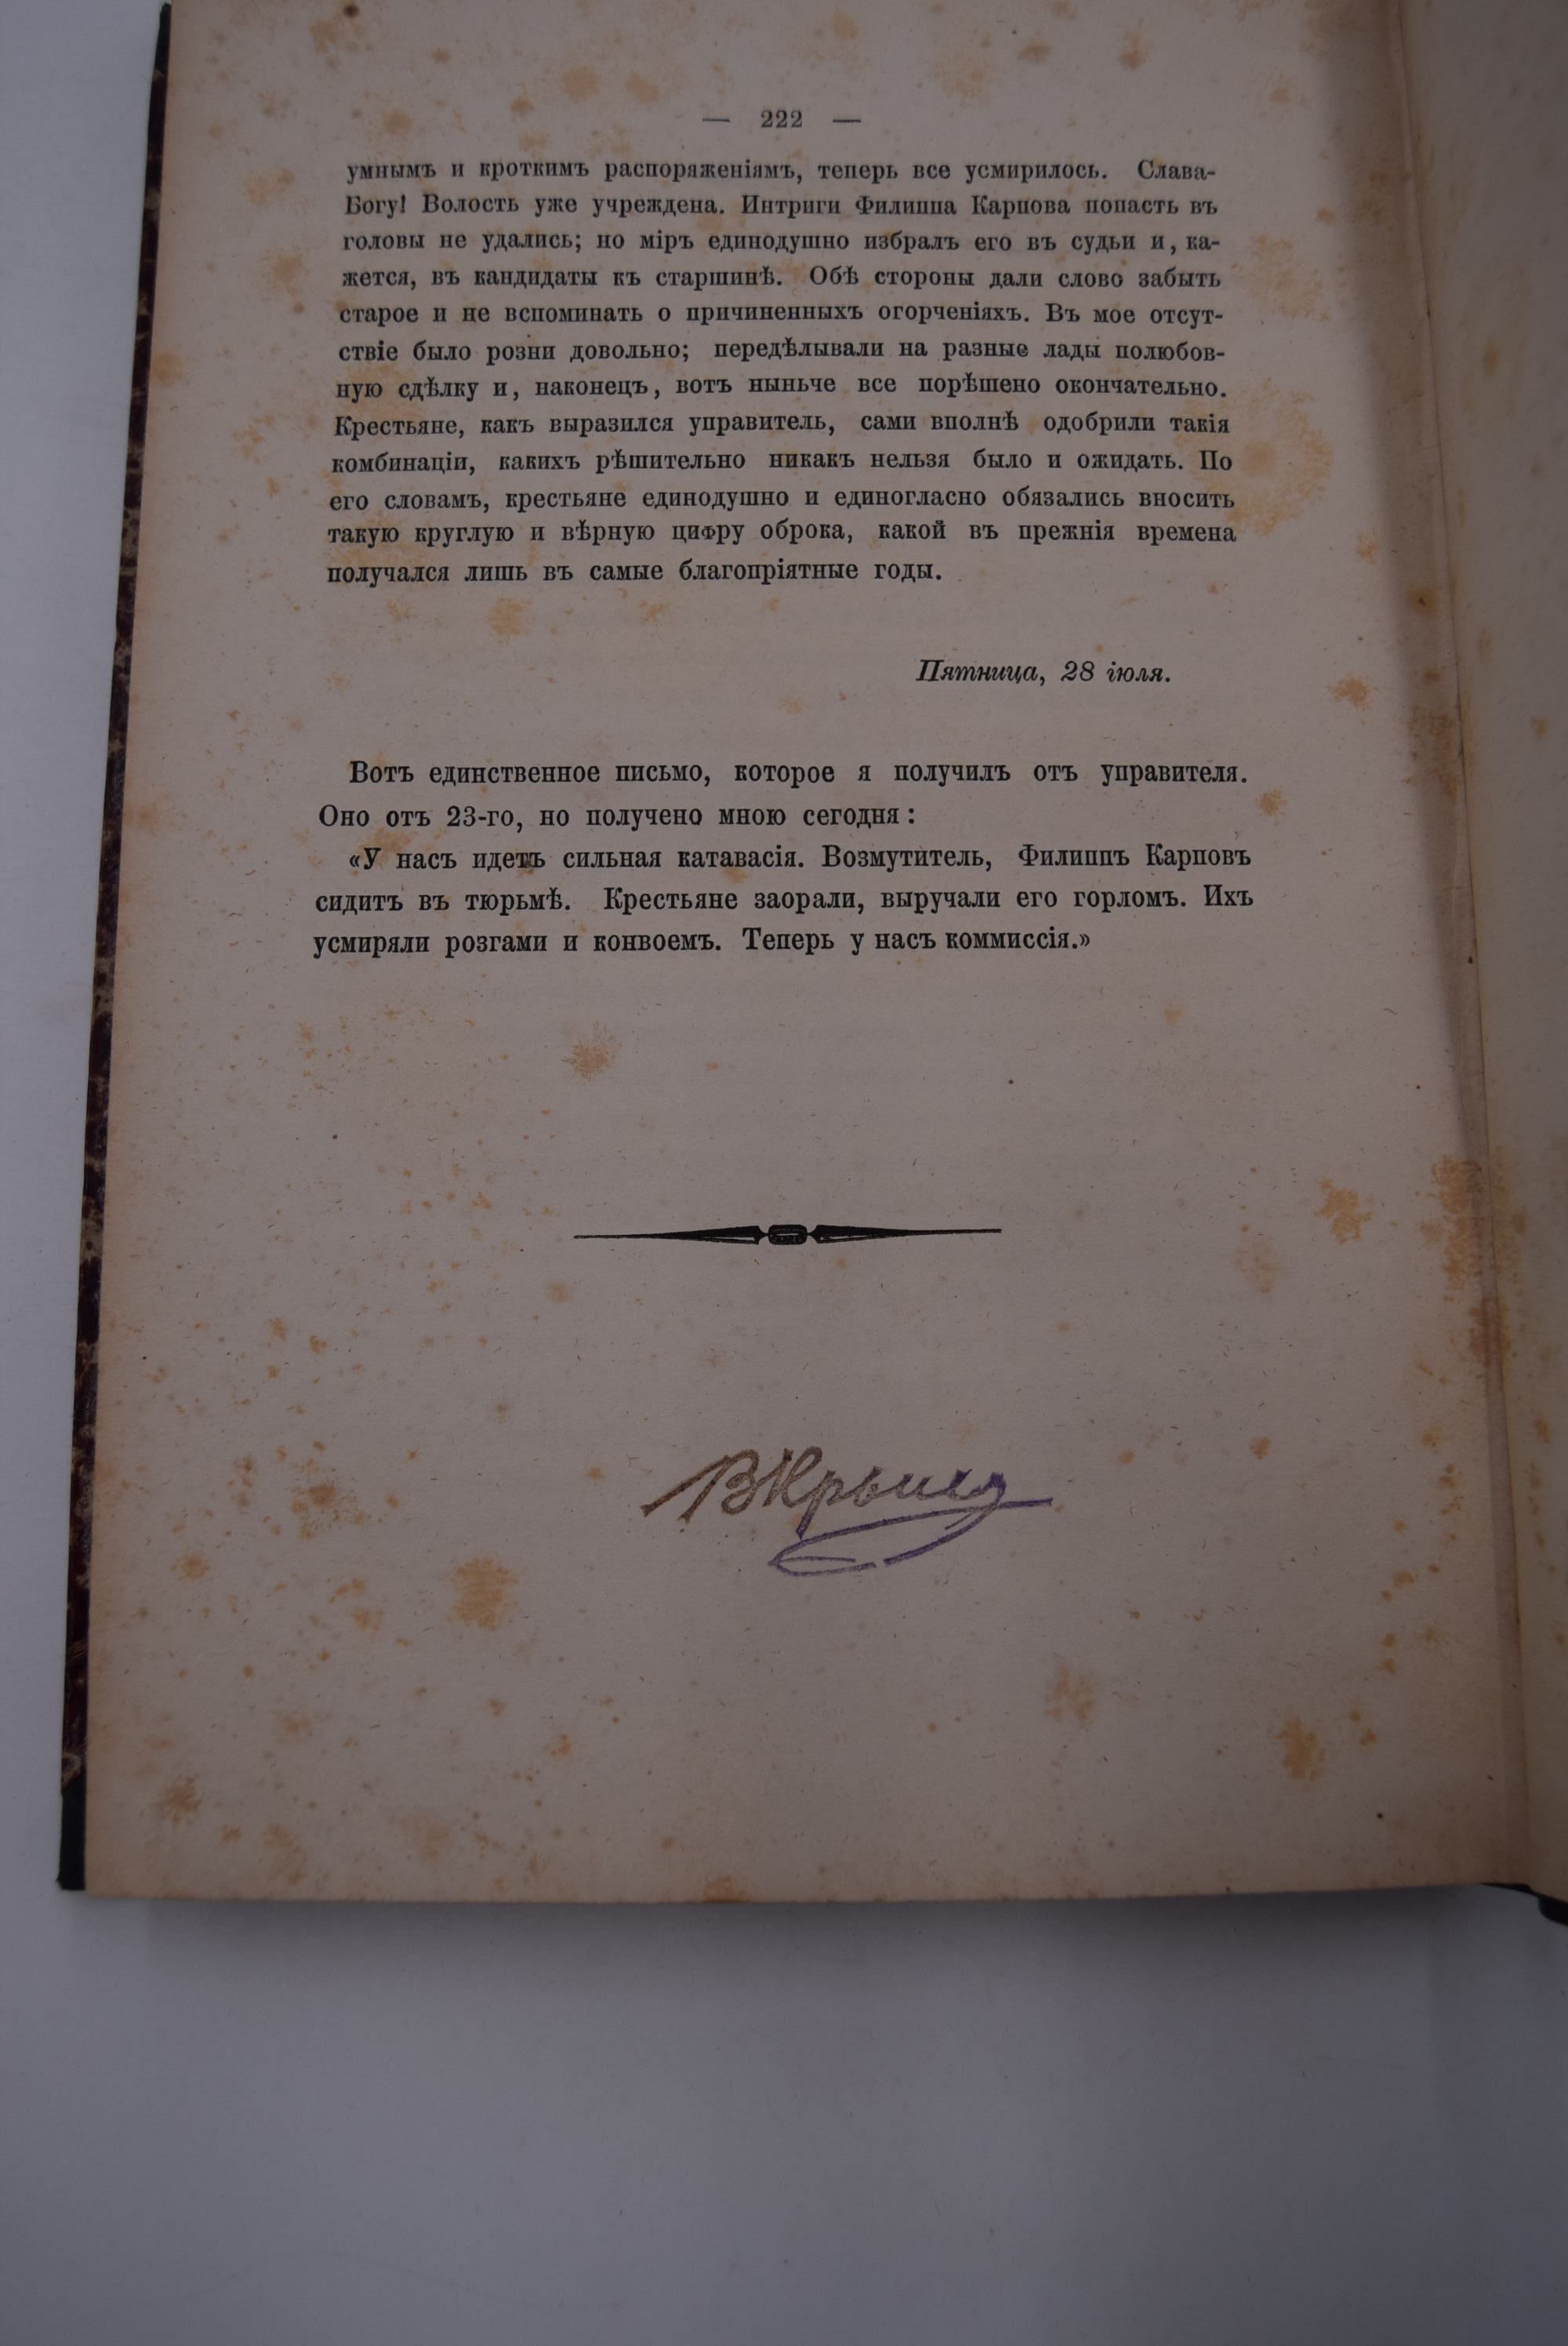 — 222 —
умнымъ и кроткимъ распоряженіямъ, теперь все усмирилось. Слава-
Богу! Волость уже учреждена. Интриги Филиппа Карпова попасть въ
головы не удались; но міръ единодушно избралъ его въ судьи и, ка-
жется, въ кандидаты къ старшинѣ. Обѣ стороны дали слово забыть
старое и не вспоминать о причиненныхъ огорченіяхъ. Въ мое отсут-
ствіе было розни довольно; передѣлывали на разные лады полюбов-
ную сдѣлку и, наконецъ, вотъ ныньче все порѣшено окончательно.
Крестьяне, какъ выразился управитель, сами вполнѣ одобрили такія
комбинаціи, какихъ рѣшительно никакъ нельзя было и ожидать. По
его словамъ, крестьяне единодушно и единогласно обязались вносить
такую круглую и вѣрную цифру оброка, какой въ прежнія времена
получался лишь въ самые благопріятные годы.
Пятница, 28 іюля.
Вотъ единственное письмо, которое я получилъ отъ управителя.
Оно отъ 23-го, но получено мною сегодня:
«У насъ идетъ сильная катавасія. Возмутитель, Филиппъ Карповъ
сидитъ въ тюрьмѣ. Крестьяне заорали, выручали его горломъ. Ихъ
усмиряли розгами и конвоемъ. Теперь у насъ коммиссія.»